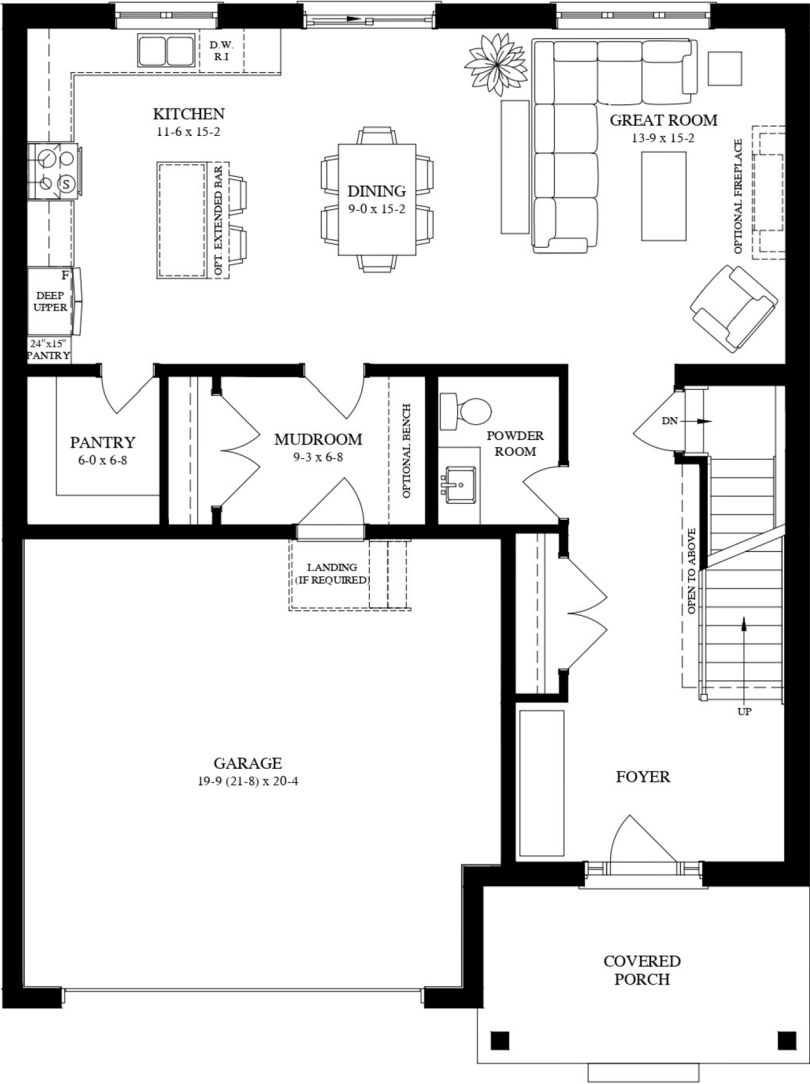 D.W.
R.I
KITCHEN
11-6 x 15-2
GREAT ROOM
13-9 x 15-2
OPTIONAL FIREPLACE
S
DINING
9-0 x 15-2
OPT. EXTENDED BAR
F
DEEP
UPPER
24"x15"
PANTRY
PANTRY
6-0 x 6-8
MUDROOM
9-3 x 6-8
OPTIONAL BENCH
POWDER
ROOM
DN
OPEN TO ABOVE
LANDING
(IF REQUIRED)
UP
GARAGE
19-9 (21-8) x 20-4
FOYER
COVERED
PORCH